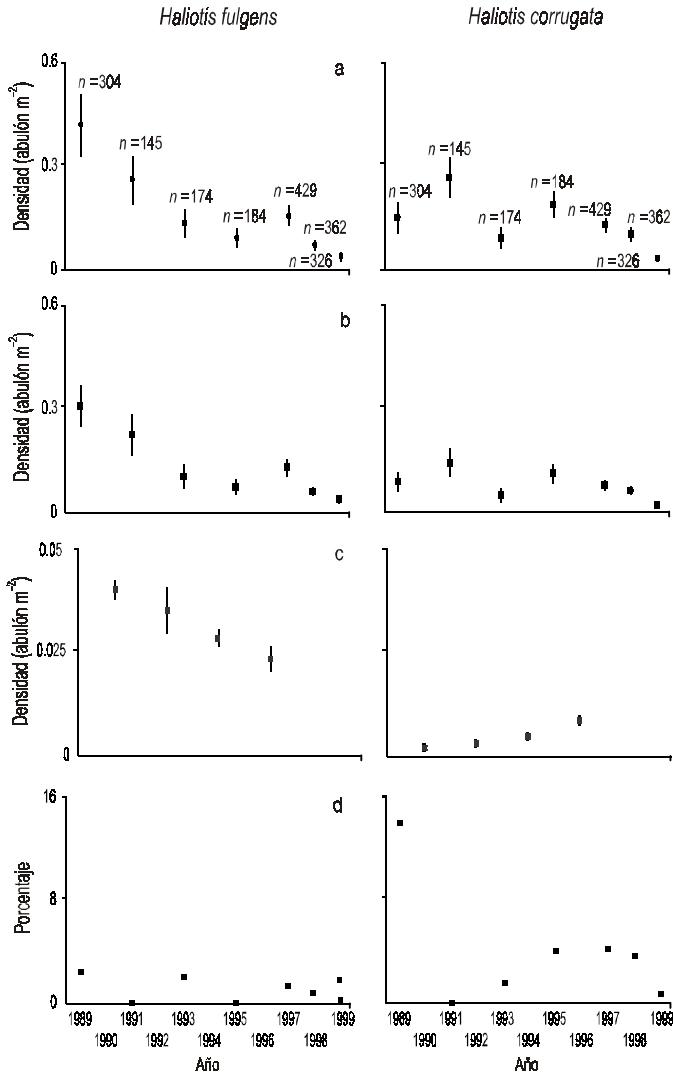 Haliotis fulgens
Haliotis corrugata
a
Densidad (abulón m⁻²)
0.6
0.3
0
n =304
n =145
n =174
n =184
n =429
n =362
n =326
n =304
n =145
n =174
n =184
n =429
n =362
n =326
b
Densidad (abulón m⁻²)
0.6
0.3
0
c
Densidad (abulón m⁻²)
0.05
0.025
0
d
Porcentaje
16
8
0
1989 1991 1993 1995 1997 1999
1990 1992 1994 1996 1998
Año
1989 1991 1993 1995 1997 1999
1990 1992 1994 1996 1998
Año